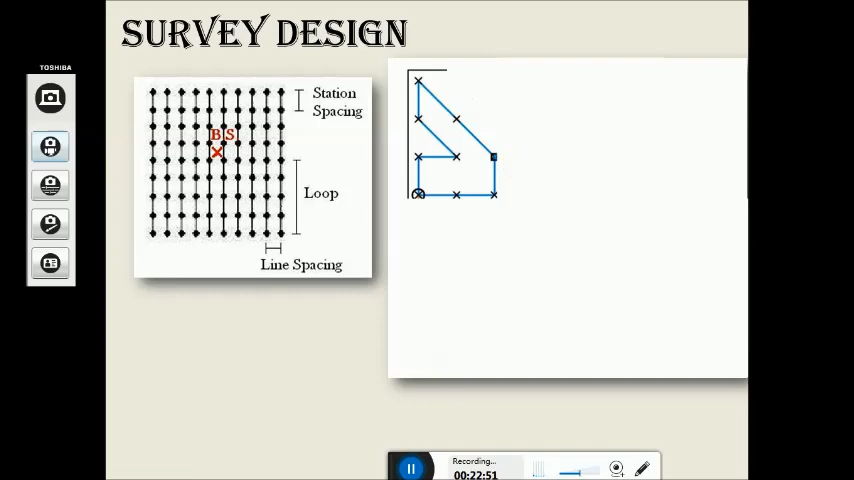 SURVEY DESIGN
TOSHIBA
Station
Spacing
B S
Loop
Line Spacing
Recording...
00:22:51